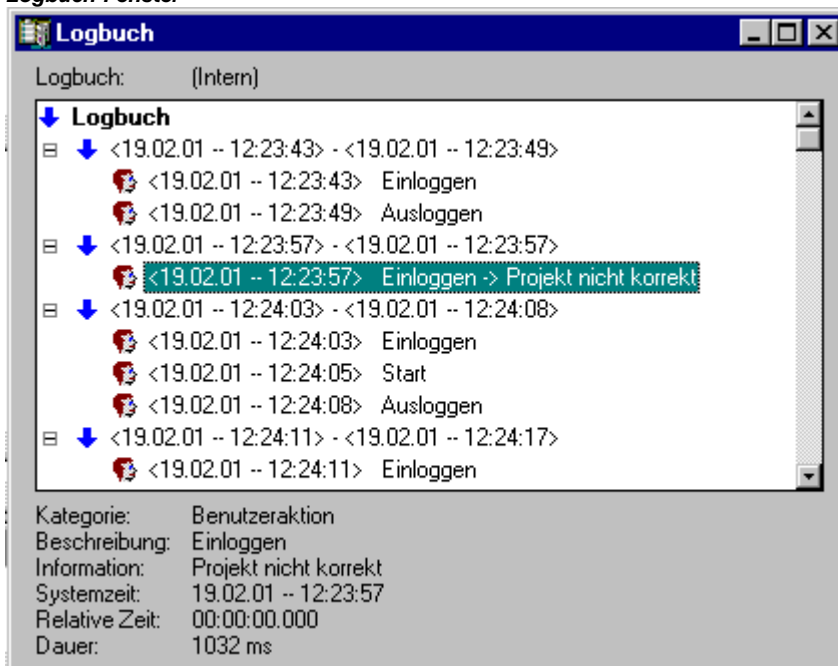 Logbuch-Fenster
Logbuch
Logbuch: (Intern)
Logbuch
<19.02.01 -- 12:23:43> - <19.02.01 -- 12:23:49>
<19.02.01 -- 12:23:43> Einloggen
<19.02.01 -- 12:23:49> Ausloggen
<19.02.01 -- 12:23:57> - <19.02.01 -- 12:23:57>
<19.02.01 -- 12:23:57> Einloggen -> Projekt nicht korrekt
<19.02.01 -- 12:24:03> - <19.02.01 -- 12:24:08>
<19.02.01 -- 12:24:03> Einloggen
<19.02.01 -- 12:24:05> Start
<19.02.01 -- 12:24:08> Ausloggen
<19.02.01 -- 12:24:11> - <19.02.01 -- 12:24:17>
<19.02.01 -- 12:24:11> Einloggen
Kategorie: Benutzeraktion
Beschreibung: Einloggen
Information: Projekt nicht korrekt
Systemzeit: 19.02.01 -- 12:23:57
Relative Zeit: 00:00:00.000
Dauer: 1032 ms